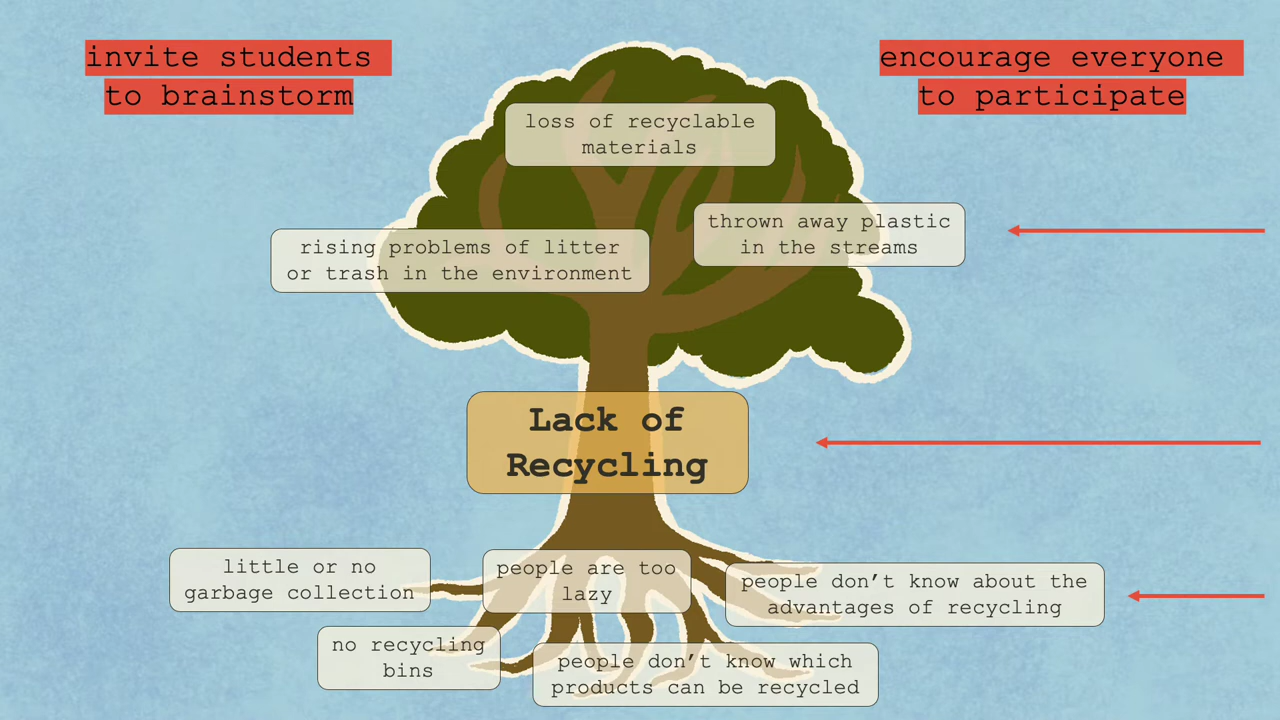 invite students
to brainstorm
encourage everyone
to participate
loss of recyclable
materials
thrown away plastic
in the streams
rising problems of litter
or trash in the environment
Lack of
Recycling
little or no
garbage collection
people are too
lazy
people don’t know about the
advantages of recycling
no recycling
bins
people don’t know which
products can be recycled